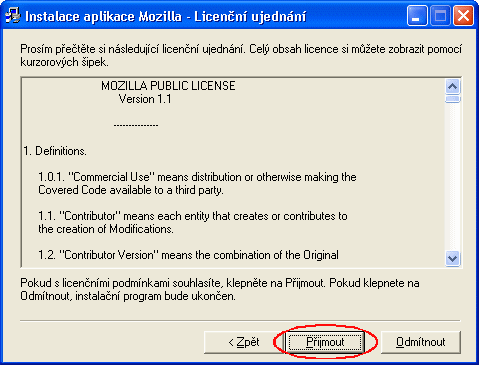 Instalace aplikace Mozilla - Licenční ujednání
Prosím přečtěte si následující licenční ujednání. Celý obsah licence si můžete zobrazit pomocí
kurzorových šipek.
MOZILLA PUBLIC LICENSE
Version 1.1
---------------
1. Definitions.
1.0.1. "Commercial Use" means distribution or otherwise making the
Covered Code available to a third party.
1.1. "Contributor" means each entity that creates or contributes to
the creation of Modifications.
1.2. "Contributor Version" means the combination of the Original
Pokud s licenčními podmínkami souhlasíte, klepněte na Přijmout. Pokud klepnete na
Odmítnout, instalační program bude ukončen.
< Zpět Přijmout Odmítnout